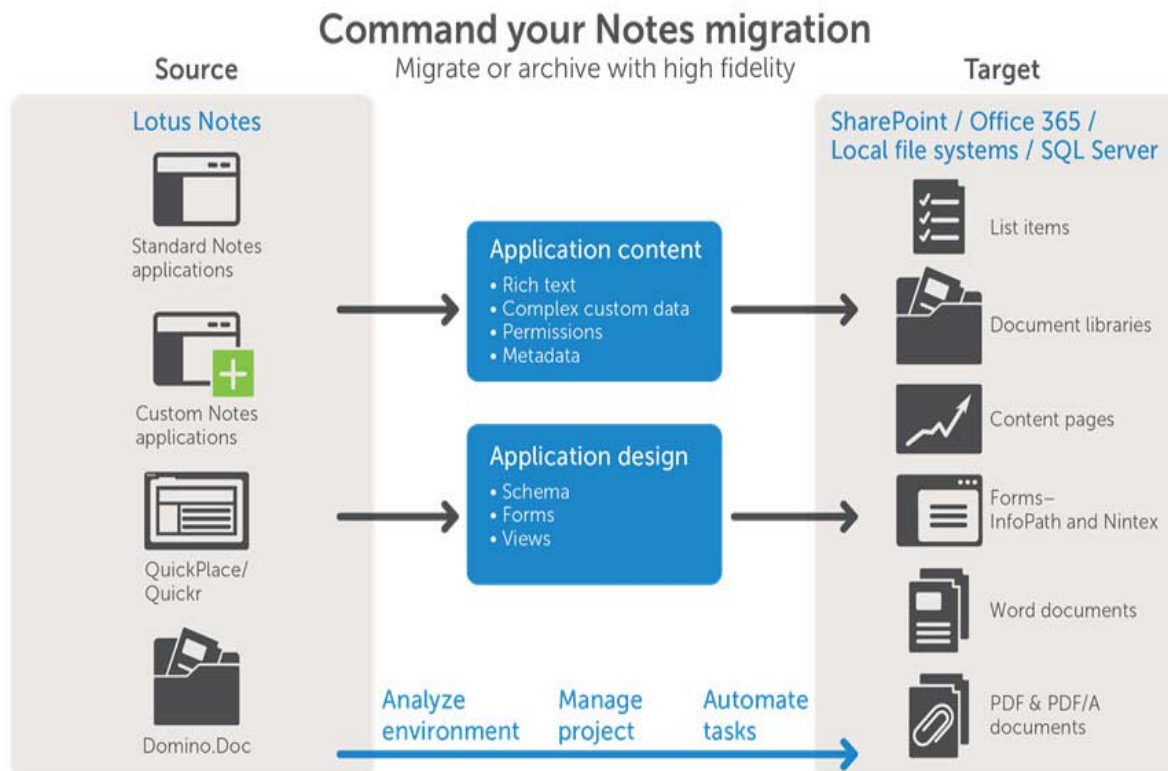 Command your Notes migration
Migrate or archive with high fidelity
Source
Lotus Notes
Standard Notes
applications
Custom Notes
applications
QuickPlace/
Quickr
Domino.Doc
Application content
• Rich text
• Complex custom data
• Permissions
• Metadata
Application design
• Schema
• Forms
• Views
Analyze
environment
Manage
project
Automate
tasks
Target
SharePoint / Office 365 /
Local file systems / SQL Server
List items
Document libraries
Content pages
Forms–
InfoPath and Nintex
Word documents
PDF & PDF/A
documents